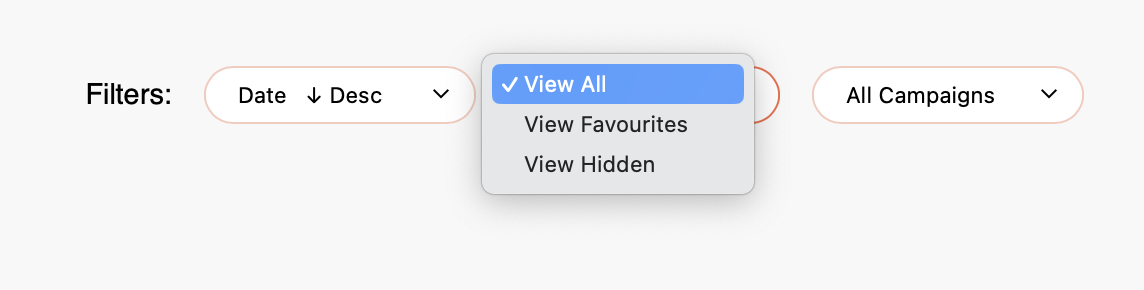 Filters:
Date ↓ Desc
✓ View All
View Favourites
View Hidden
All Campaigns